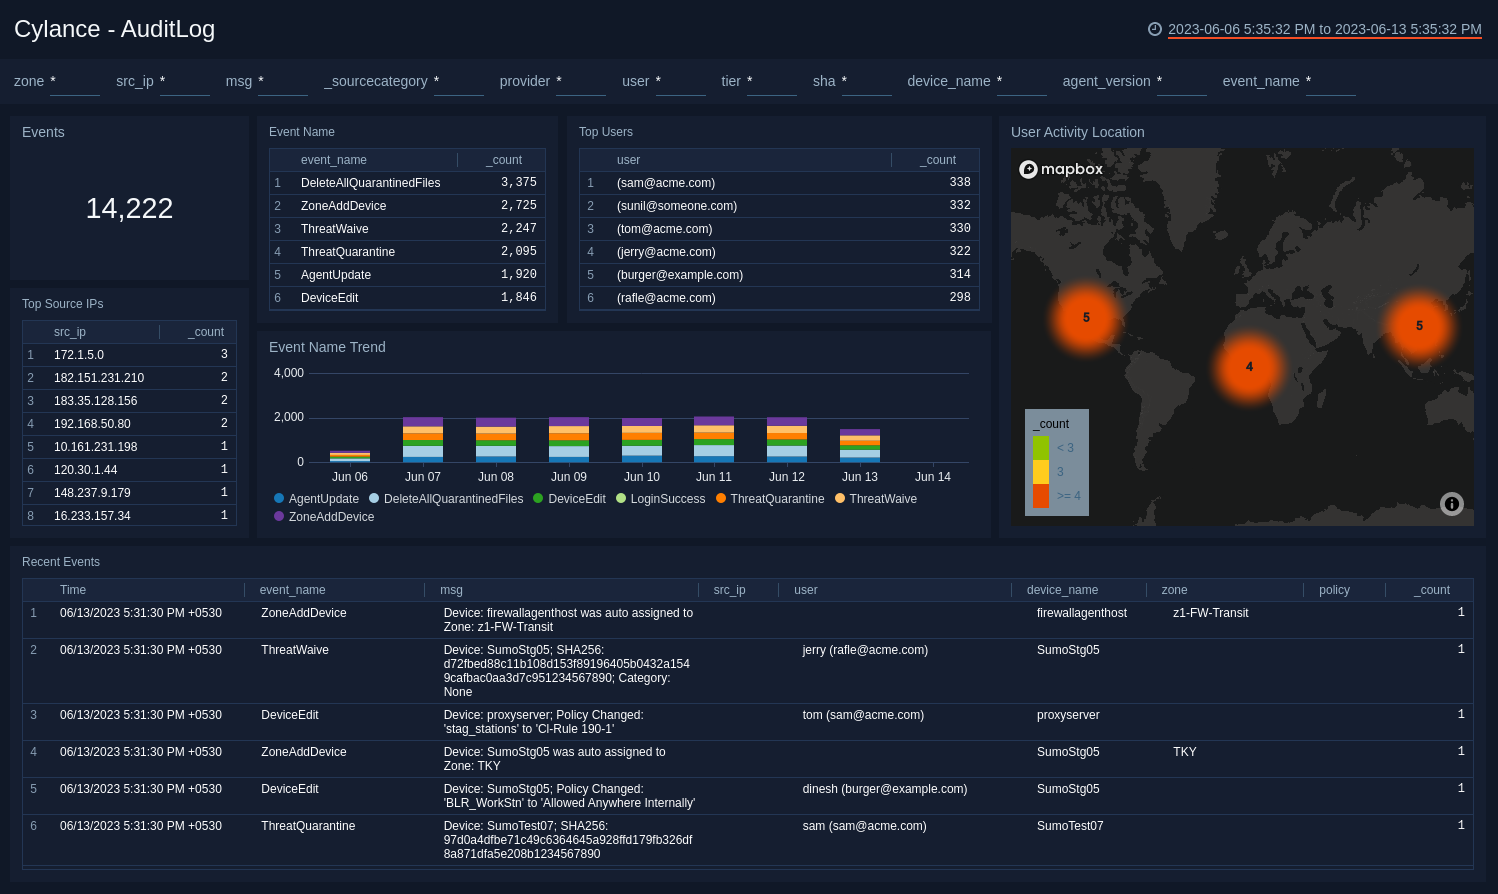 Cylance - AuditLog
2023-06-06 5:35:32 PM to 2023-06-13 5:35:32 PM
zone * src_ip * msg * _sourcecategory * provider * user * tier * sha * device_name * agent_version * event_name *
Events
14,222
Event Name
event_name _count
1 DeleteAllQuarantinedFiles 3,375
2 ZoneAddDevice 2,725
3 ThreatWaive 2,247
4 ThreatQuarantine 2,095
5 AgentUpdate 1,920
6 DeviceEdit 1,846
Top Users
user _count
1 (sam@acme.com) 338
2 (sunil@someone.com) 332
3 (tom@acme.com) 330
4 (jerry@acme.com) 322
5 (burger@example.com) 314
6 (rafle@acme.com) 298
User Activity Location
mapbox
5
4
5
_count
< 3
3
>= 4
Top Source IPs
src_ip _count
1 172.1.5.0 3
2 182.151.231.210 2
3 183.35.128.156 2
4 192.168.50.80 2
5 10.161.231.198 1
6 120.30.1.44 1
7 148.237.9.179 1
8 16.233.157.34 1
Event Name Trend
4,000
2,000
0
Jun 06 Jun 07 Jun 08 Jun 09 Jun 10 Jun 11 Jun 12 Jun 13 Jun 14
AgentUpdate DeleteAllQuarantinedFiles DeviceEdit LoginSuccess ThreatQuarantine ThreatWaive
ZoneAddDevice
Recent Events
Time event_name msg src_ip user device_name zone policy _count
1 06/13/2023 5:31:30 PM +0530 ZoneAddDevice Device: firewallagenthost was auto assigned to firewallagenthost z1-FW-Transit 1
Zone: z1-FW-Transit
2 06/13/2023 5:31:30 PM +0530 ThreatWaive Device: SumoStg05; SHA256: jerry (rafle@acme.com) SumoStg05 1
d72fbed88c11b108d153f89196405b0432a154
9cafbac0aa3d7c951234567890; Category:
None
3 06/13/2023 5:31:30 PM +0530 DeviceEdit Device: proxyserver; Policy Changed: tom (sam@acme.com) proxyserver 1
'stag_stations' to 'Cl-Rule 190-1'
4 06/13/2023 5:31:30 PM +0530 ZoneAddDevice Device: SumoStg05 was auto assigned to SumoStg05 TKY 1
Zone: TKY
5 06/13/2023 5:31:30 PM +0530 DeviceEdit Device: SumoStg05; Policy Changed: dinesh (burger@example.com) SumoStg05 1
'BLR_WorkStn' to 'Allowed Anywhere Internally'
6 06/13/2023 5:31:30 PM +0530 ThreatQuarantine Device: SumoTest07; SHA256: sam (sam@acme.com) SumoTest07 1
97d0a4dfbe71c49c6364645a928ffd179fb326df
8a871dfa5e208b1234567890